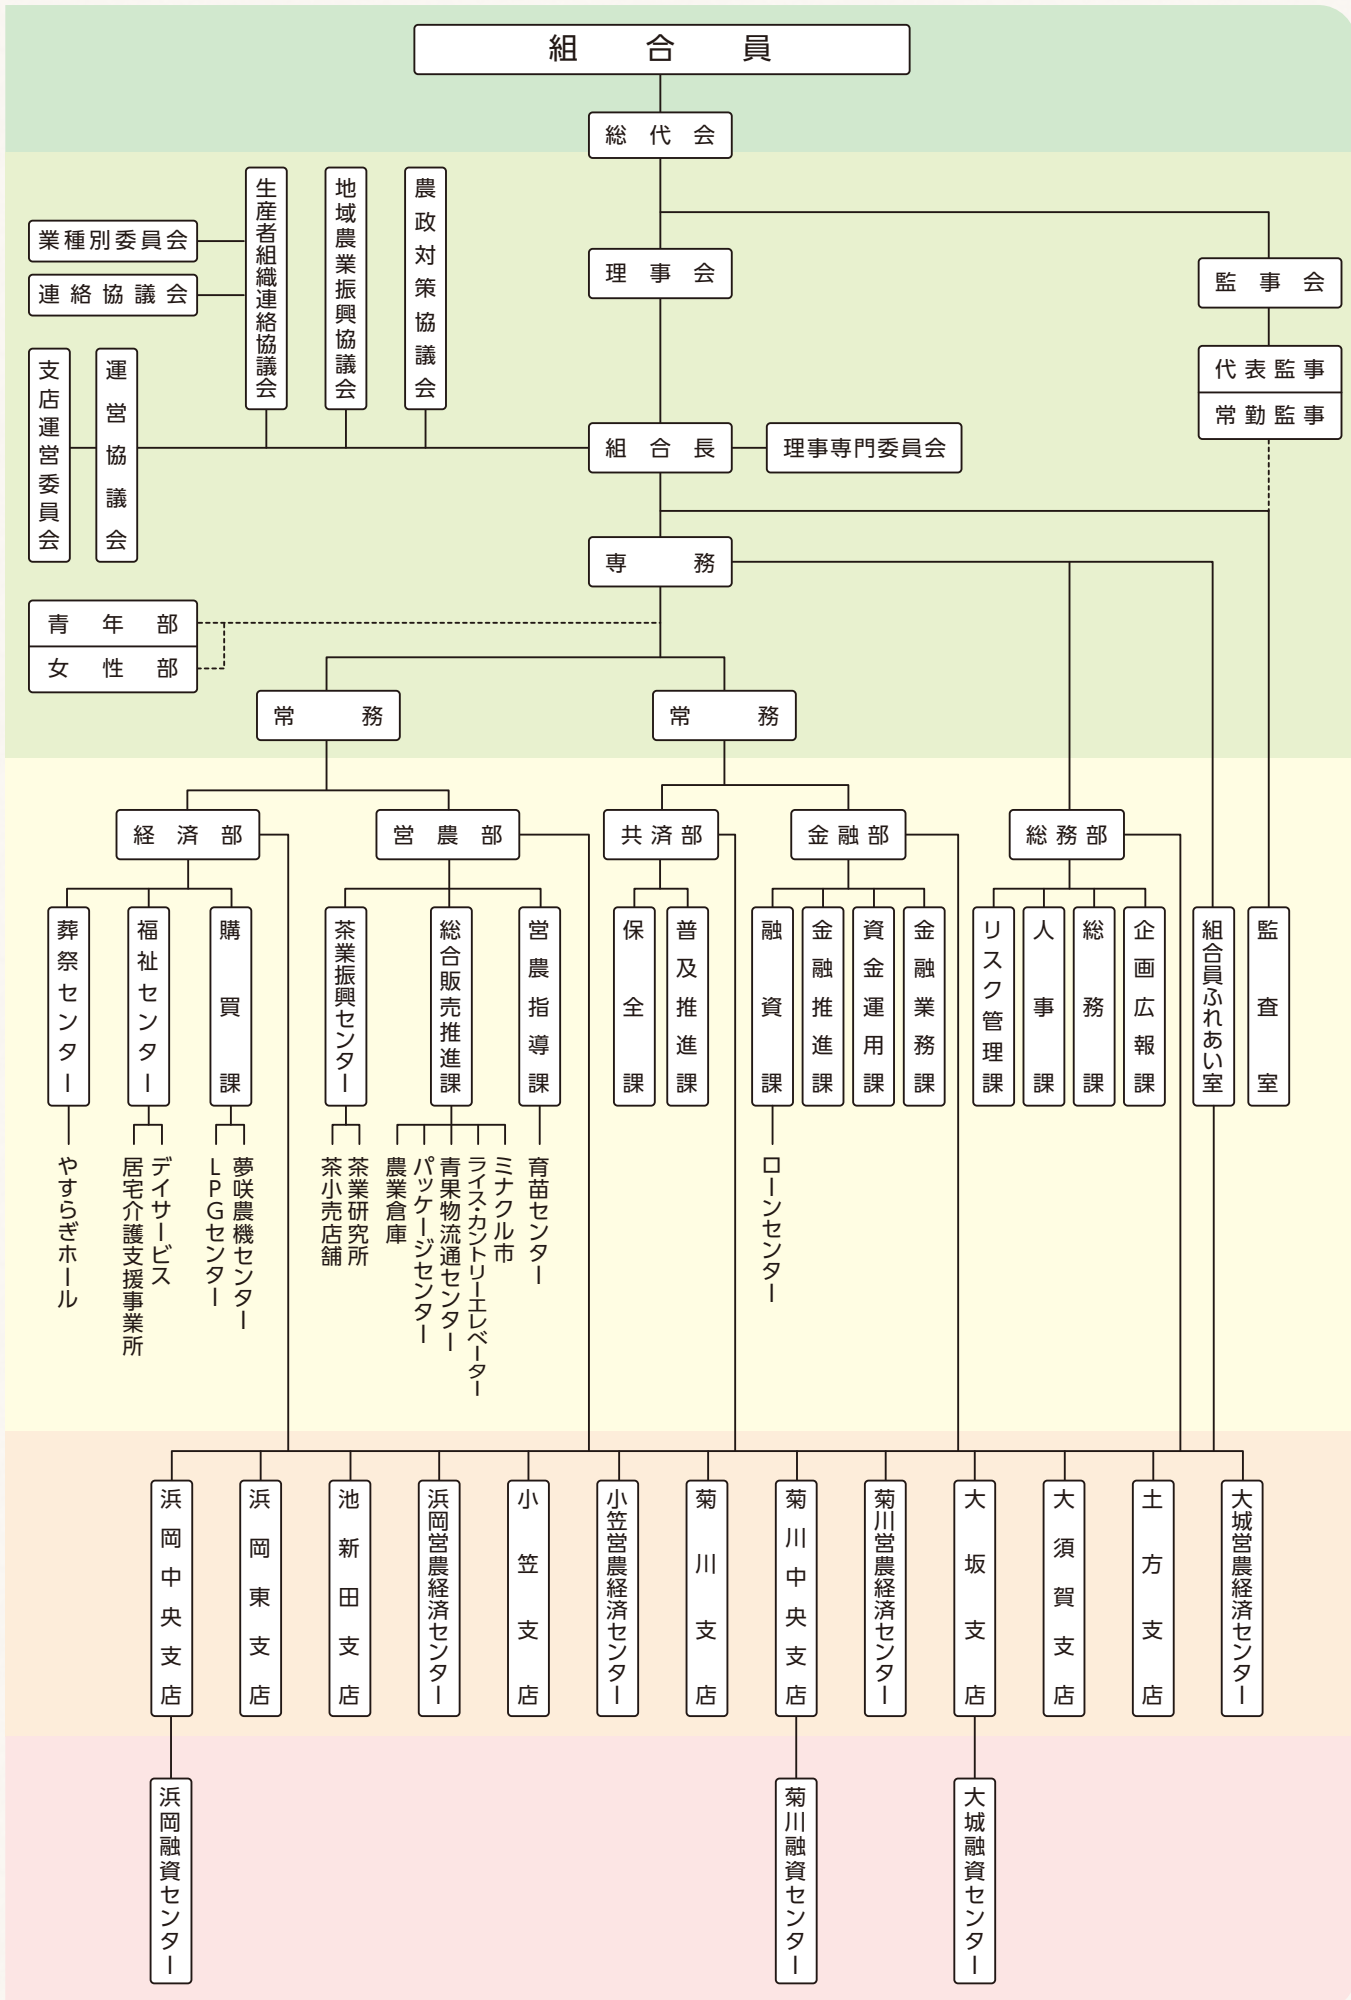 組合員
総代会
農政対策協議会
地域農業振興協議会
生産者組織連絡協議会
業種別委員会
連絡協議会
理事会
監事会
代表監事
常勤監事
運営協議会
支店運営委員会
組合長
理事専門委員会
専務
青年部
女性部
常務
常務
経済部
営農部
共済部
金融部
総務部
葬祭センター
福祉センター
購買課
茶業振興センター
総合販売推進課
営農指導課
保全課
普及推進課
融資課
金融推進課
資金運用課
金融業務課
リスク管理課
人事課
総務課
企画広報課
組合員ふれあい室
監査室
やすらぎホール
居宅介護支援事業所
デイサービス
LPGセンター
夢咲農機センター
茶小売店舗
茶業研究所
農業倉庫
パッケージセンター
青果物流通センター
ライス・カントリーエレベーター
ミナクル市
育苗センター
ローンセンター
浜岡中央支店
浜岡東支店
池新田支店
浜岡営農経済センター
小笠支店
小笠営農経済センター
菊川支店
菊川中央支店
菊川営農経済センター
大坂支店
大須賀支店
土方支店
大城営農経済センター
浜岡融資センター
菊川融資センター
大城融資センター